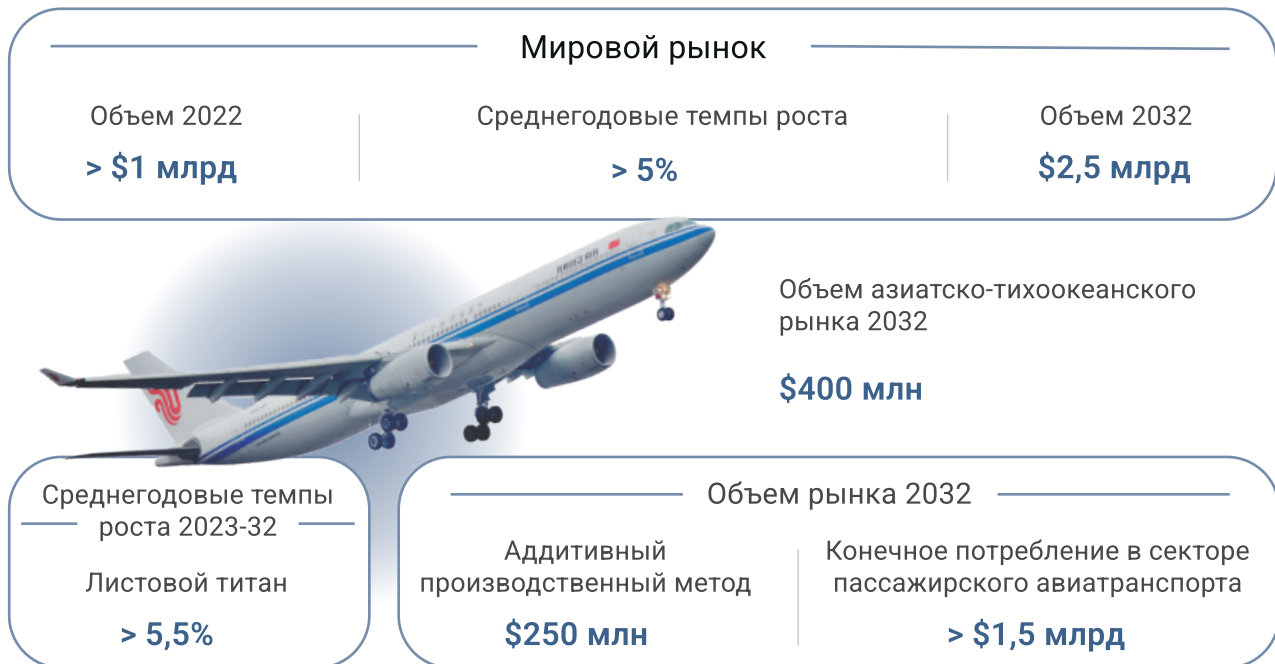 Мировой рынок
Объем 2022
> $1 млрд
Среднегодовые темпы роста
> 5%
Объем 2032
$2,5 млрд
Объем азиатско-тихоокеанского
рынка 2032
$400 млн
Среднегодовые темпы
роста 2023-32
Листовой титан
> 5,5%
Объем рынка 2032
Аддитивный
производственный метод
$250 млн
Конечное потребление в секторе
пассажирского авиатранспорта
> $1,5 млрд